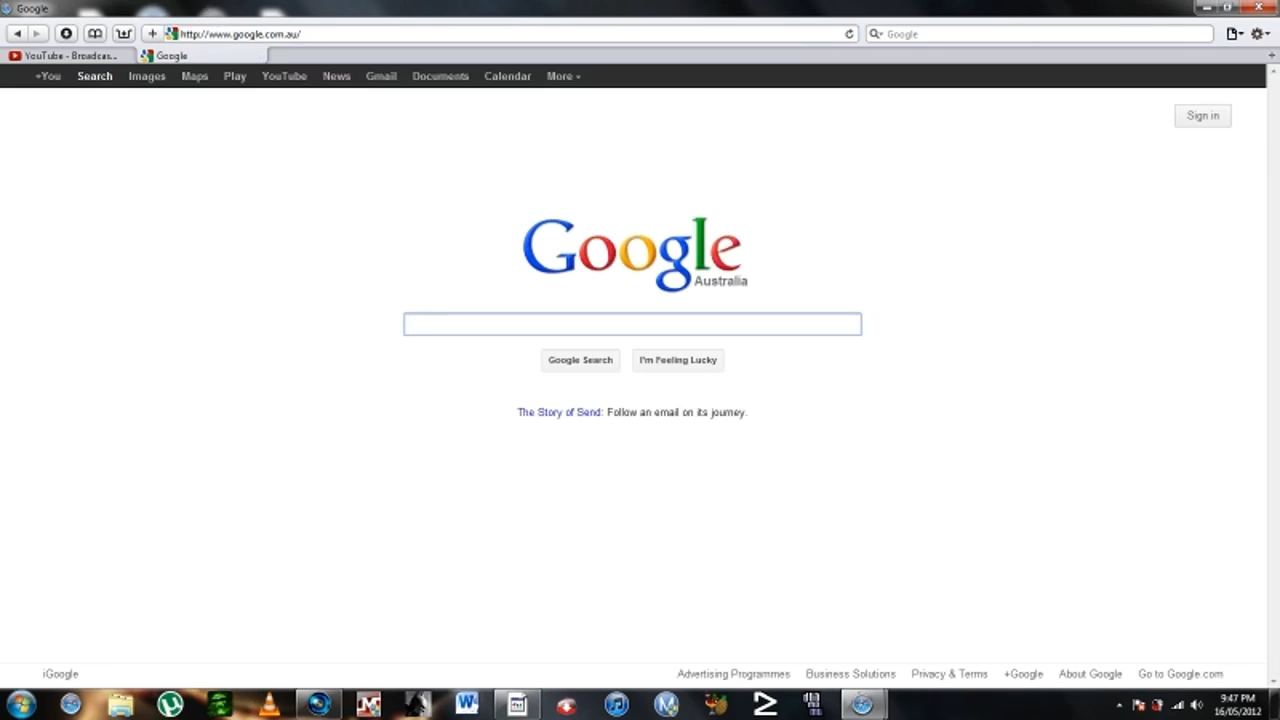 Google
http://www.google.com.au/
Google
YouTube - Broadcas...
Google
+You Search Images Maps Play YouTube News Gmail Documents Calendar More
Sign in
Google
Australia
Google Search I'm Feeling Lucky
The Story of Send: Follow an email on its journey.
iGoogle Advertising Programmes Business Solutions Privacy & Terms +Google About Google Go to Google.com
9:47 PM
16/05/2012